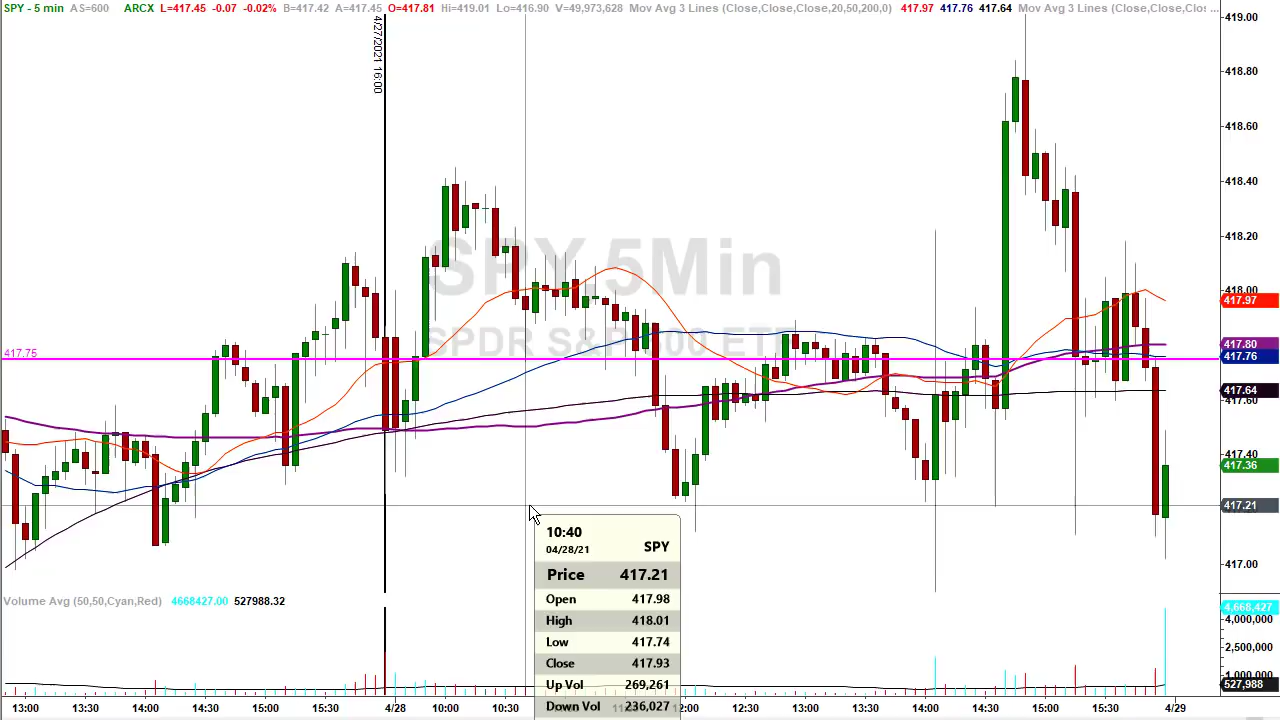 SPY - 5 min AS=600 ARCX L=417.45 -0.07 -0.02% B=417.42 A=417.45 O=417.81 Hi=419.01 Lo=416.90 V=49,973,628 Mov Avg 3 Lines (Close,Close,Close,20,50,200,0) 417.97 417.76 417.64 Mov Avg 3 Lines (Close,Close,Clo: ...
4/27/2021 16:00
419.00
418.80
418.60
418.40
418.20
SPY, 5Min
418.00
417.97
SPDR S&P 500 ETF
417.80
417.75
417.76
417.64
417.60
417.40
417.36
417.21
10:40
04/28/21 SPY
417.00
Price 417.21
Open 417.98
Volume Avg (50,50,Cyan,Red) 4668427.00 527988.32
4,668,427
High 418.01
4,000,000
Low 417.74
2,500,000
Close 417.93
1,000,000
Up Vol 269,261
527,988
Down Vol 236,027
13:00 13:30 14:00 14:30 15:00 15:30 4/28 10:00 10:30 12:00 12:30 13:00 13:30 14:00 14:30 15:00 15:30 4/29